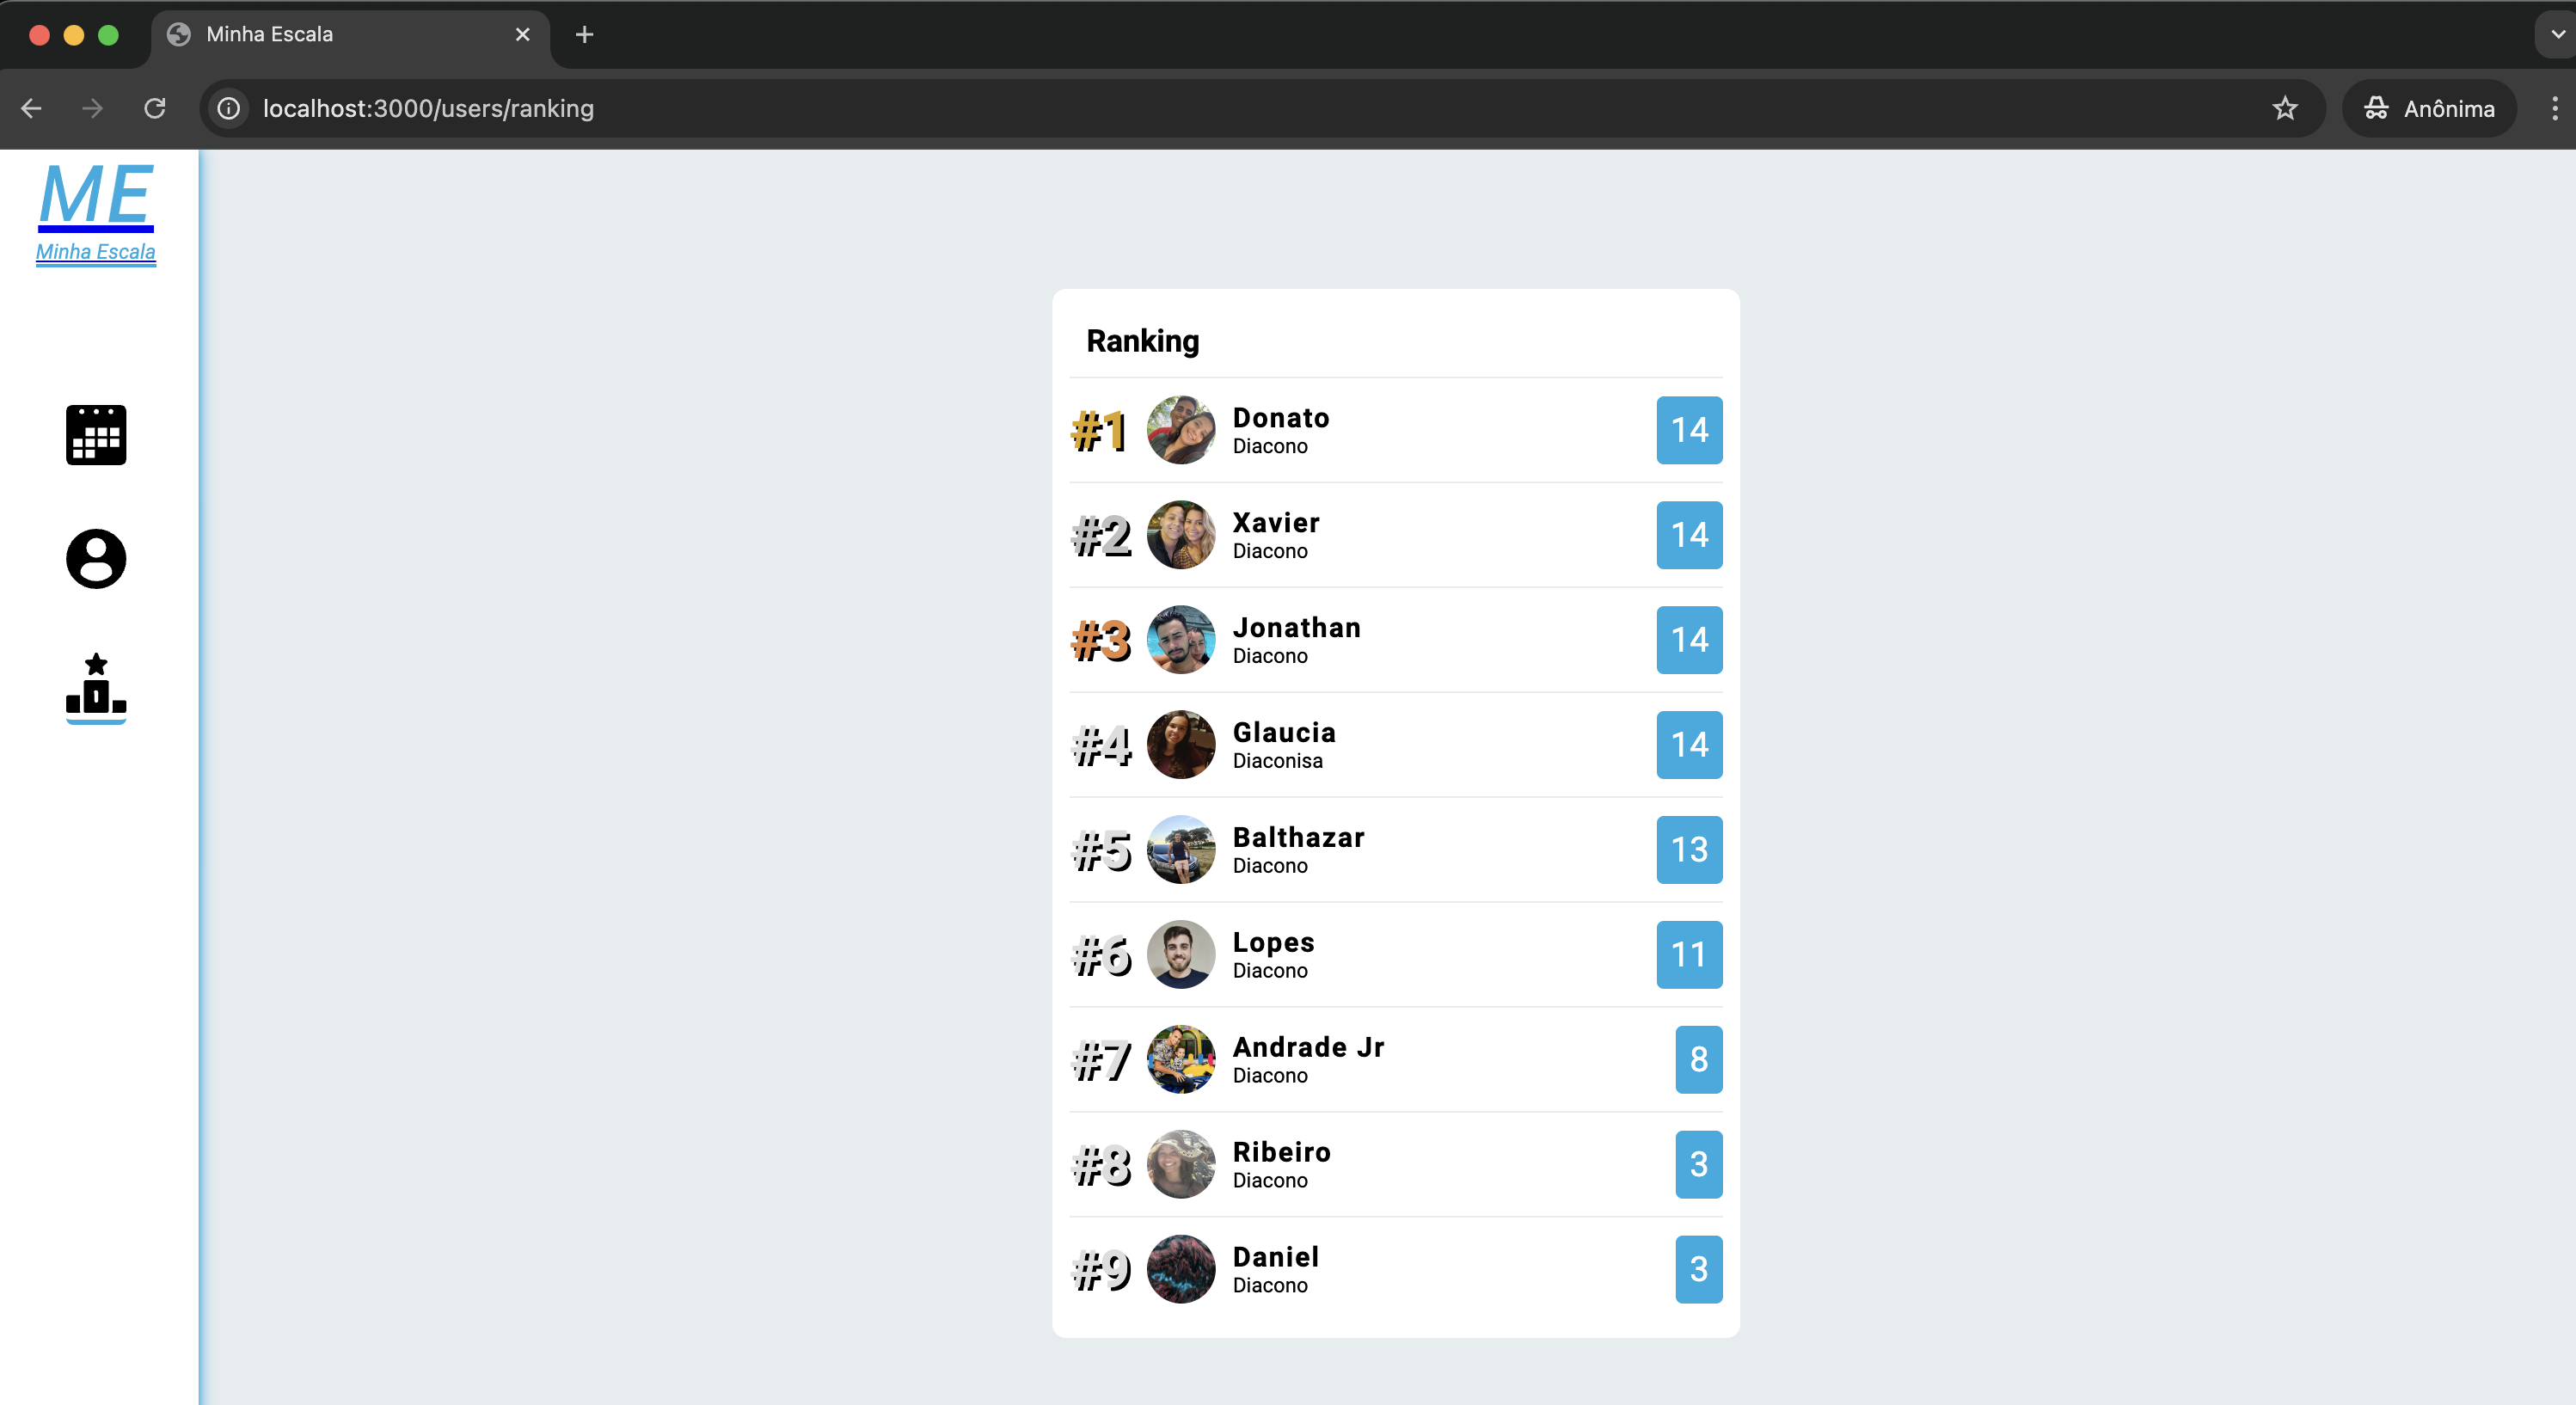 Minha Escala
localhost:3000/users/ranking
Anônima
ME
Minha Escala
Ranking
#1 Donato 14
Diacono
#2 Xavier 14
Diacono
#3 Jonathan 14
Diacono
#4 Glaucia 14
Diaconisa
#5 Balthazar 13
Diacono
#6 Lopes 11
Diacono
#7 Andrade Jr 8
Diacono
#8 Ribeiro 3
Diacono
#9 Daniel 3
Diacono